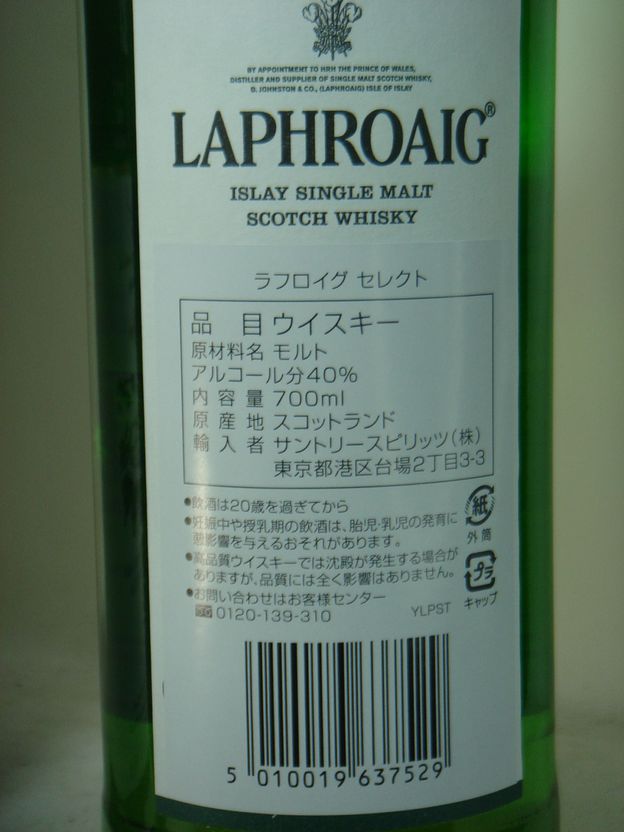 BY APPOINTMENT TO HRH THE PRINCE OF WALES,
DISTILLER AND SUPPLIER OF SINGLE MALT SCOTCH WHISKY,
D. JOHNSTON & CO., (LAPHROAIG) ISLE OF ISLAY
LAPHROAIG®
ISLAY SINGLE MALT
SCOTCH WHISKY
ラフロイグ セレクト
品 目 ウイスキー
原材料名 モルト
アルコール分40%
内容量 700ml
原産地 スコットランド
輸入者 サントリースピリッツ(株)
東京都港区台場2丁目3-3
●飲酒は20歳を過ぎてから
●妊娠中や授乳期の飲酒は、胎児・乳児の発育に
悪影響を与えるおそれがあります。
●高品質ウイスキーでは沈殿が発生する場合が
ありますが、品質には全く影響はありません。
●お問い合わせはお客様センター
0120-139-310
YLPST
紙
外筒
プラ
キャップ
5 010019 637529